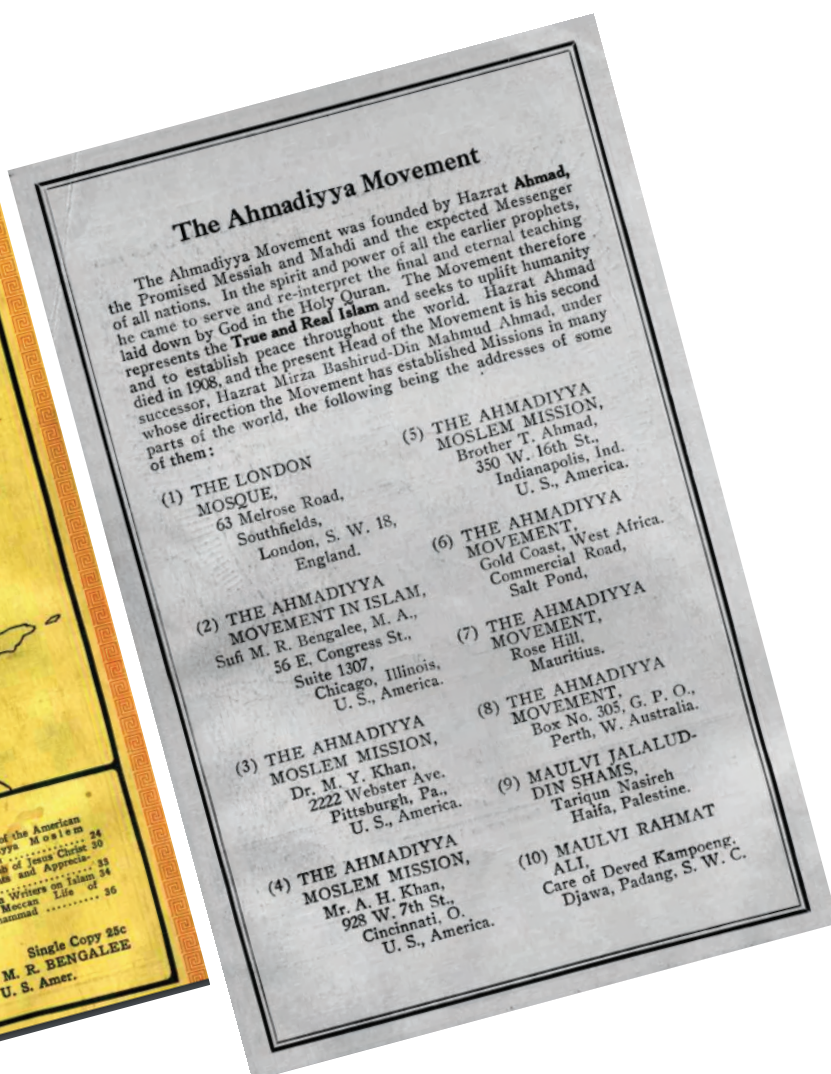 The Ahmadiyya Movement
The Ahmadiyya Movement was founded by Hazrat Ahmad,
the Promised Messiah and Mahdi and the expected Messenger
of all nations. In the spirit and power of all the earlier prophets,
he came to serve and re-interpret the final and eternal teaching
laid down by God in the Holy Quran. The Movement therefore
represents the True and Real Islam and seeks to uplift humanity
and to establish peace throughout the world. Hazrat Ahmad
died in 1908, and the present Head of the Movement is his second
successor, Hazrat Mirza Bashirud-Din Mahmud Ahmad, under
whose direction the Movement has established Missions in many
parts of the world, the following being the addresses of some
of them:
(1) THE LONDON
MOSQUE,
63 Melrose Road,
Southfields,
London, S. W. 18,
England.
(2) THE AHMADIYYA
MOVEMENT IN ISLAM,
Sufi M. R. Bengalee, M. A.,
56 E. Congress St.,
Suite 1307,
Chicago, Illinois,
U. S., America.
(3) THE AHMADIYYA
MOSLEM MISSION,
Dr. M. Y. Khan,
2222 Webster Ave.
Pittsburgh, Pa.,
U. S., America.
(4) THE AHMADIYYA
MOSLEM MISSION,
Mr. A. H. Khan,
928 W. 7th St.,
Cincinnati, O.
U. S., America.
(5) THE AHMADIYYA
MOSLEM MISSION,
Brother T. Ahmad,
350 W. 16th St.,
Indianapolis, Ind.
U. S., America.
(6) THE AHMADIYYA
MOVEMENT,
Gold Coast, West Africa.
Commercial Road,
Salt Pond,
(7) THE AHMADIYYA
MOVEMENT,
Rose Hill,
Mauritius.
(8) THE AHMADIYYA
MOVEMENT,
Box No. 305, G. P. O.,
Perth, W. Australia.
(9) MAULVI JALALUD-
DIN SHAMS,
Tariqun Nasireh
Haifa, Palestine.
(10) MAULVI RAHMAT
ALI,
Care of Deved Kampoeng,
Djawa, Padang, S. W. C.
of the American
yya Moslem
24
of Jesus Christ 30
and Apprecia-
33
Writers on Islam 34
Meccan Life of
36
Single Copy 25c
M. R. BENGALEE
U. S. Amer.